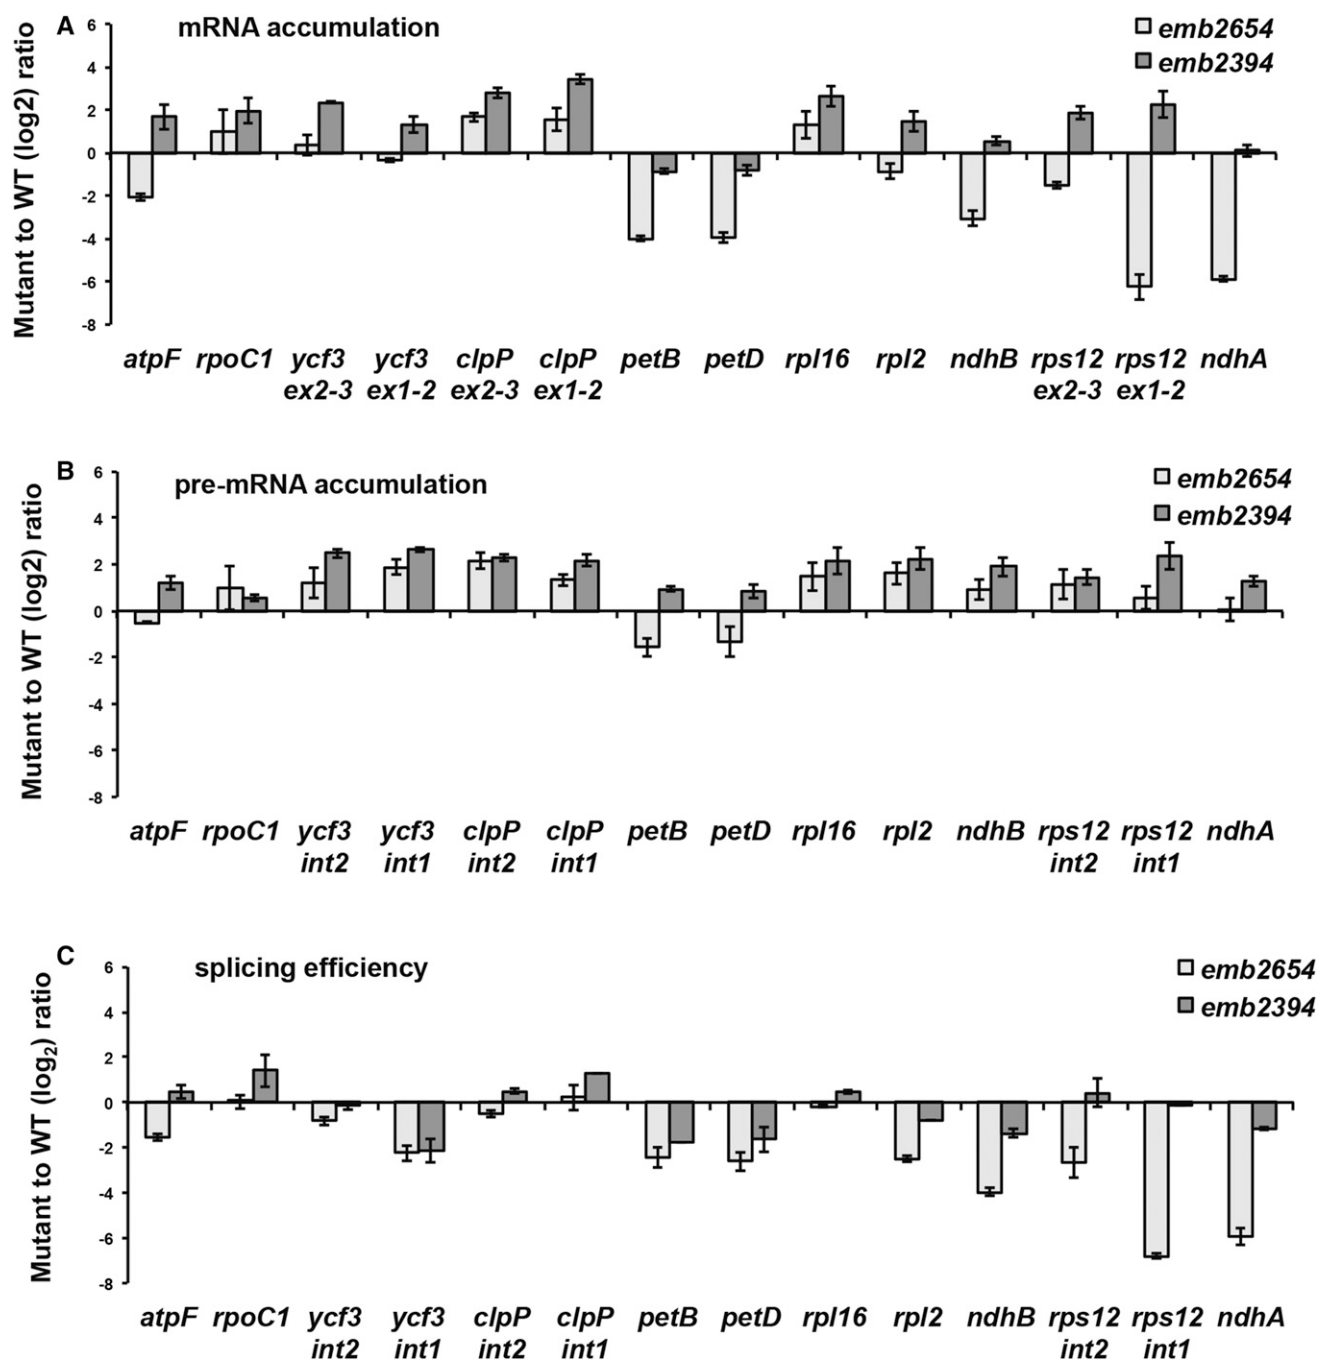 A
mRNA accumulation
emb2654
emb2394
Mutant to WT (log2) ratio
6
4
2
0
-2
-4
-6
-8
atpF rpoC1 ycf3 ycf3 clpP clpP petB petD rpl16 rpl2 ndhB rps12 rps12 ndhA
ex2-3 ex1-2 ex2-3 ex1-2 ex2-3 ex1-2
B
pre-mRNA accumulation
emb2654
emb2394
Mutant to WT (log2) ratio
6
4
2
0
-2
-4
-6
-8
atpF rpoC1 ycf3 ycf3 clpP clpP petB petD rpl16 rpl2 ndhB rps12 rps12 ndhA
int2 int1 int2 int1 int2 int1
C
splicing efficiency
emb2654
emb2394
Mutant to WT (log₂) ratio
6
4
2
0
-2
-4
-6
-8
atpF rpoC1 ycf3 ycf3 clpP clpP petB petD rpl16 rpl2 ndhB rps12 rps12 ndhA
int2 int1 int2 int1 int2 int1